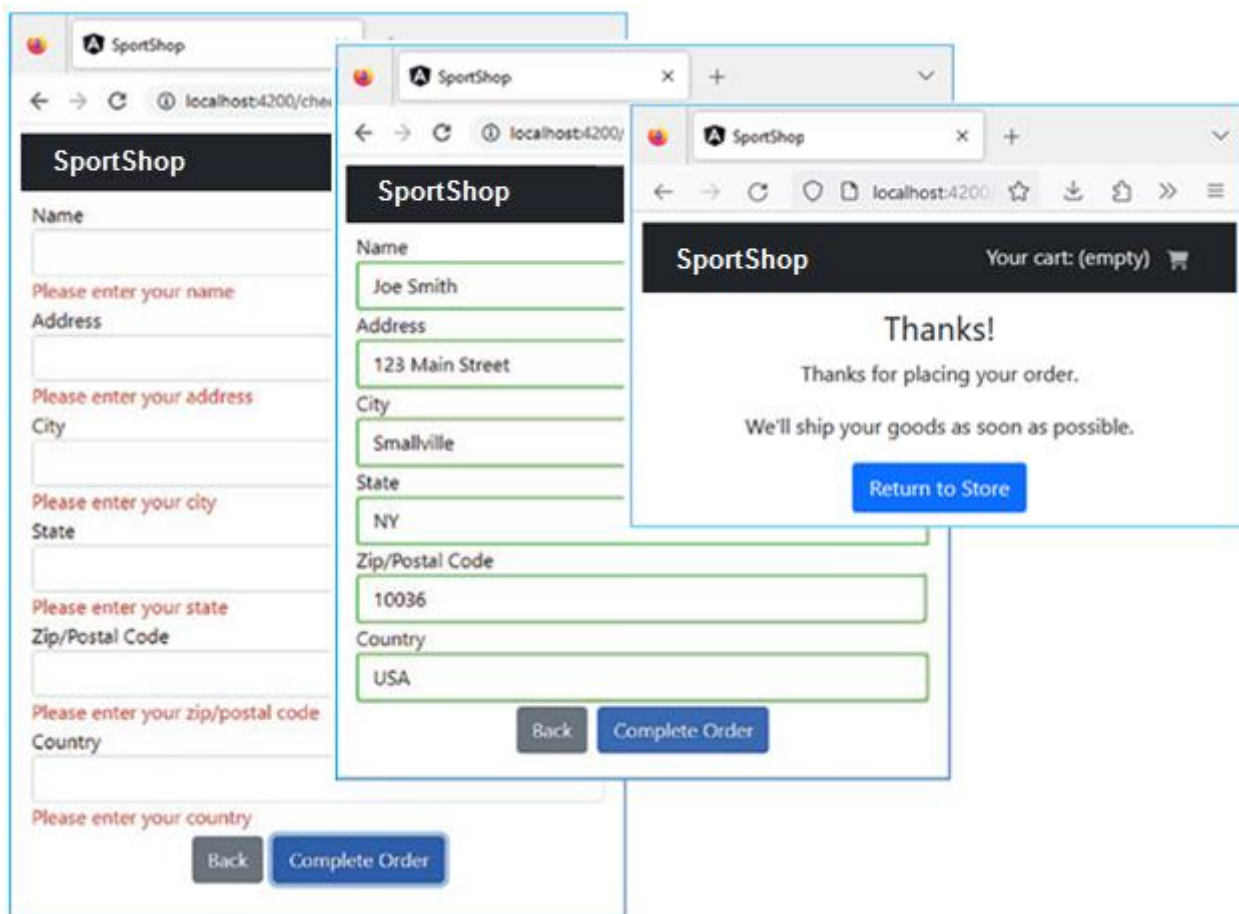 SportShop
localhost:4200/che
SportShop
Name
Please enter your name
Address
Please enter your address
City
Please enter your city
State
Please enter your state
Zip/Postal Code
Please enter your zip/postal code
Country
Please enter your country
Back Complete Order
SportShop
localhost:4200/
SportShop
Name
Joe Smith
Address
123 Main Street
City
Smallville
State
NY
Zip/Postal Code
10036
Country
USA
Back Complete Order
SportShop
localhost:4200
SportShop Your cart: (empty)
Thanks!
Thanks for placing your order.
We'll ship your goods as soon as possible.
Return to Store